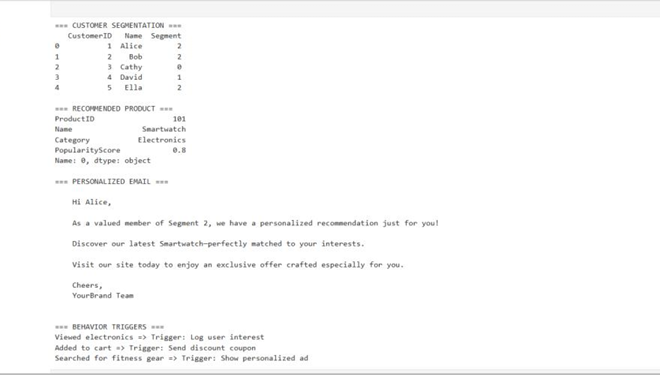 === CUSTOMER SEGMENTATION ===
CustomerID Name Segment
0 1 Alice 2
1 2 Bob 2
2 3 Cathy 0
3 4 David 1
4 5 Ella 2
=== RECOMMENDED PRODUCT ===
ProductID 101
Name Smartwatch
Category Electronics
PopularityScore 0.8
Name: 0, dtype: object
=== PERSONALIZED EMAIL ===
Hi Alice,
As a valued member of Segment 2, we have a personalized recommendation just for you!
Discover our latest Smartwatch—perfectly matched to your interests.
Visit our site today to enjoy an exclusive offer crafted especially for you.
Cheers,
YourBrand Team
=== BEHAVIOR TRIGGERS ===
Viewed electronics => Trigger: Log user interest
Added to cart => Trigger: Send discount coupon
Searched for fitness gear => Trigger: Show personalized ad